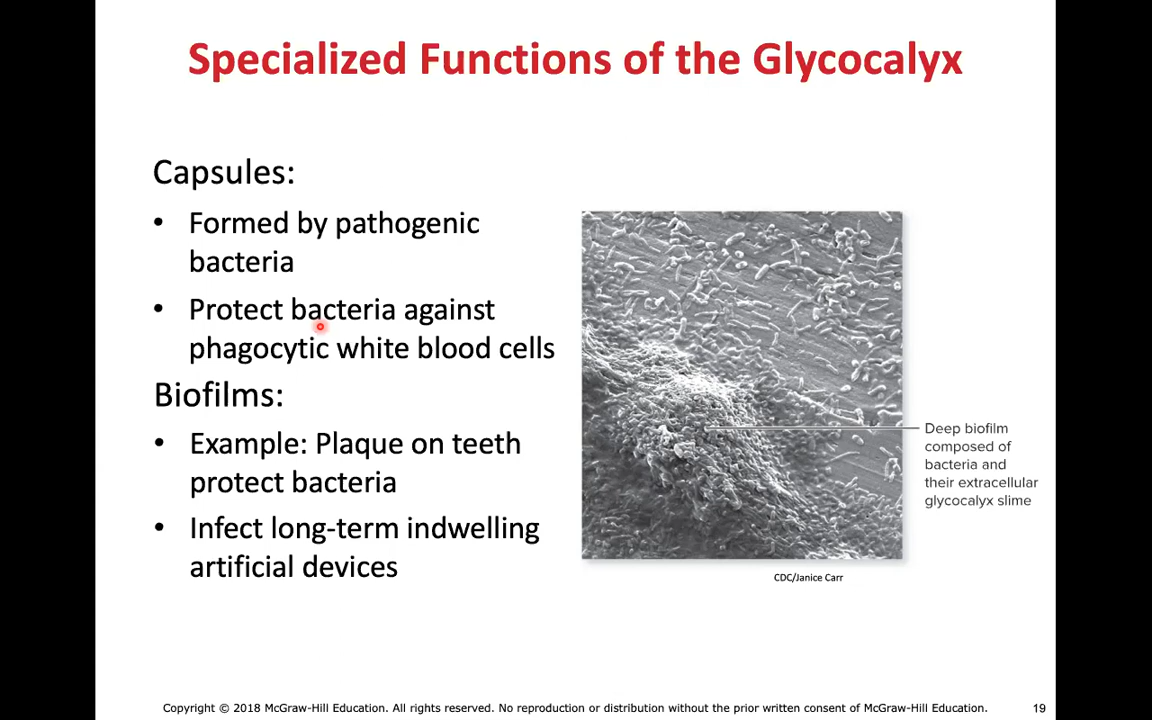 Specialized Functions of the Glycocalyx
Capsules:
• Formed by pathogenic
bacteria
• Protect bacteria against
phagocytic white blood cells
Biofilms:
• Example: Plaque on teeth
protect bacteria
• Infect long-term indwelling
artificial devices
Deep biofilm
composed of
bacteria and
their extracellular
glycocalyx slime
CDC/Janice Carr
Copyright © 2018 McGraw-Hill Education. All rights reserved. No reproduction or distribution without the prior written consent of McGraw-Hill Education.
19